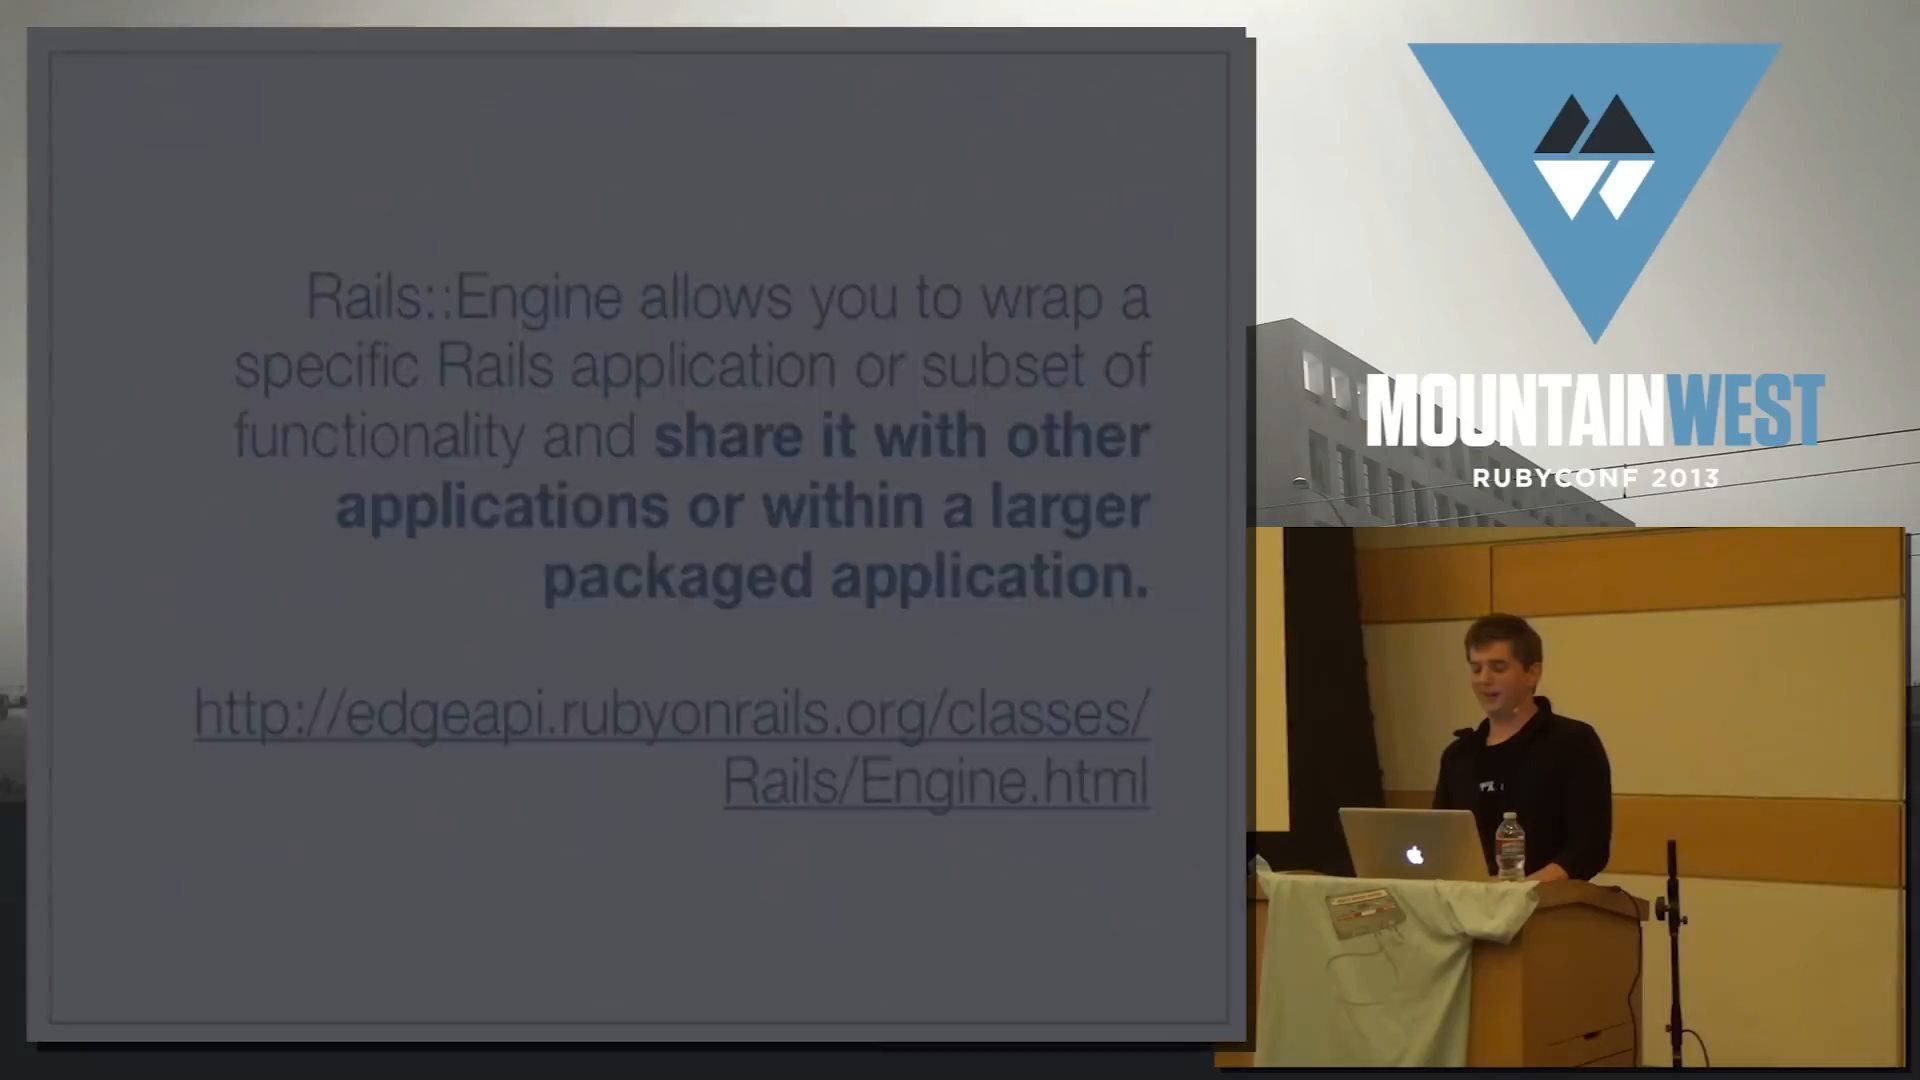 Rails::Engine allows you to wrap a
specific Rails application or subset of
functionality and share it with other
applications or within a larger
packaged application.
http://edgeapi.rubyonrails.org/classes/
Rails/Engine.html
MOUNTAINWEST
RUBYCONF 2013